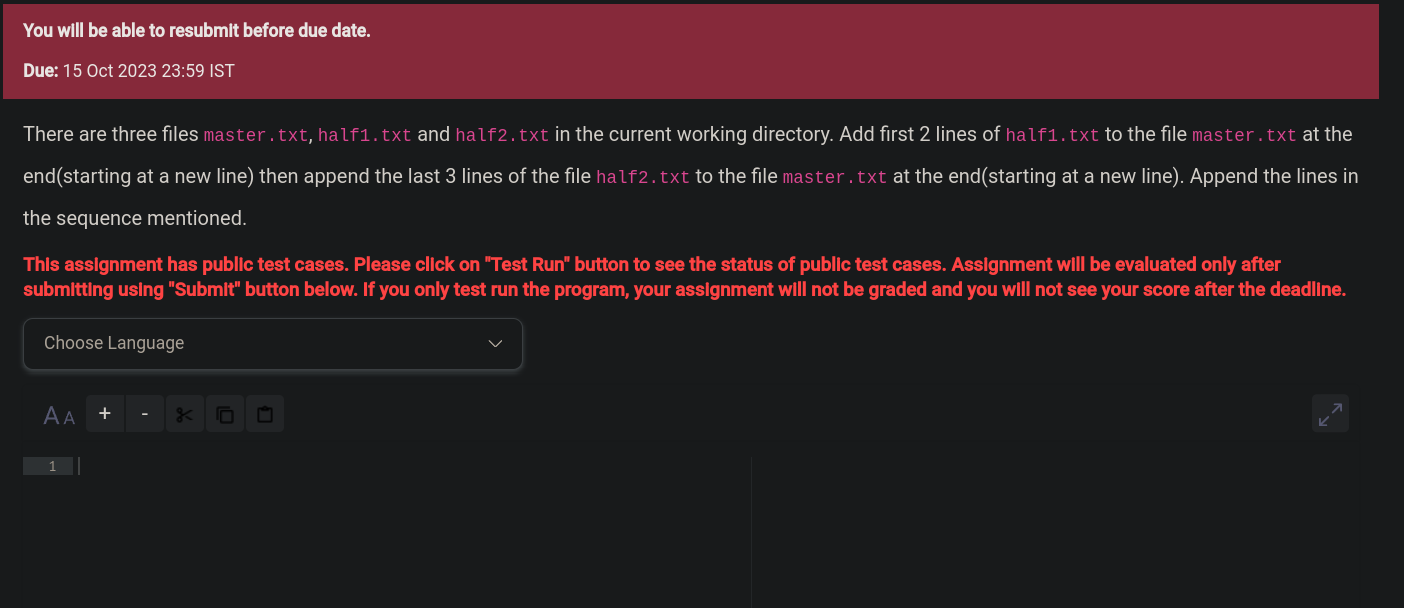 You will be able to resubmit before due date.
Due: 15 Oct 2023 23:59 IST
There are three files master.txt, half1.txt and half2.txt in the current working directory. Add first 2 lines of half1.txt to the file master.txt at the
end(starting at a new line) then append the last 3 lines of the file half2.txt to the file master.txt at the end(starting at a new line). Append the lines in
the sequence mentioned.
This assignment has public test cases. Please click on "Test Run" button to see the status of public test cases. Assignment will be evaluated only after
submitting using "Submit" button below. If you only test run the program, your assignment will not be graded and you will not see your score after the deadline.
Choose Language
A A + -
1